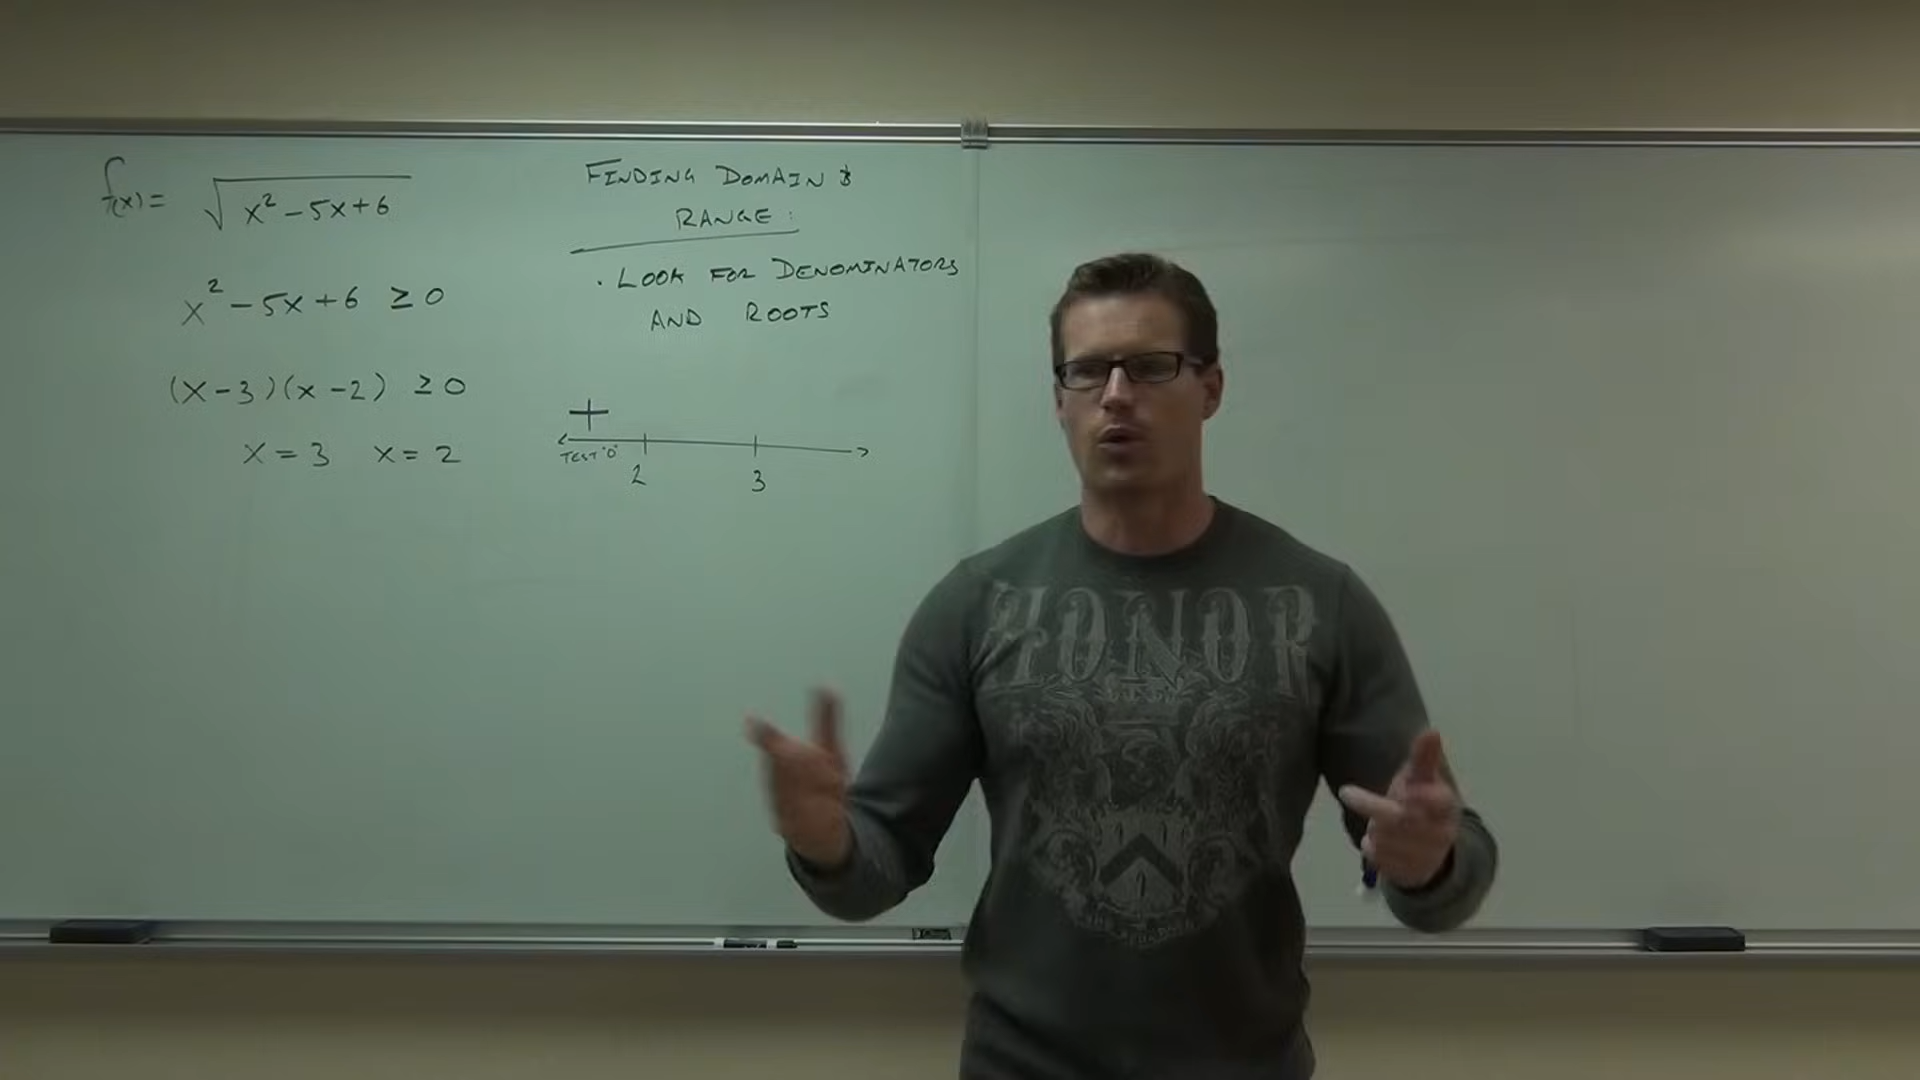 f(x) = √x² - 5x + 6
x² - 5x + 6 ≥ 0
(x - 3)(x - 2) ≥ 0
x = 3 x = 2
FINDING DOMAIN &
RANGE:
· LOOK FOR DENOMINATORS
AND ROOTS
+
TEST "0"
2 3
HONOR